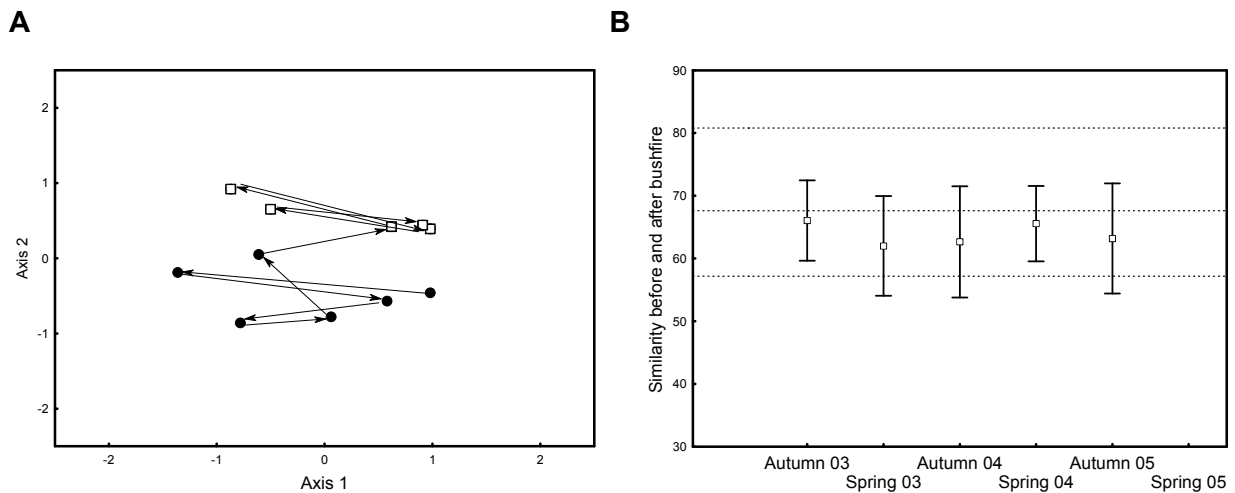 A
B
2
1
0
-1
-2
Axis 2
-2
-1
0
1
2
Axis 1
90
80
70
60
50
40
30
Similarity before and after bushfire
Autumn 03
Autumn 04
Autumn 05
Spring 03
Spring 04
Spring 05